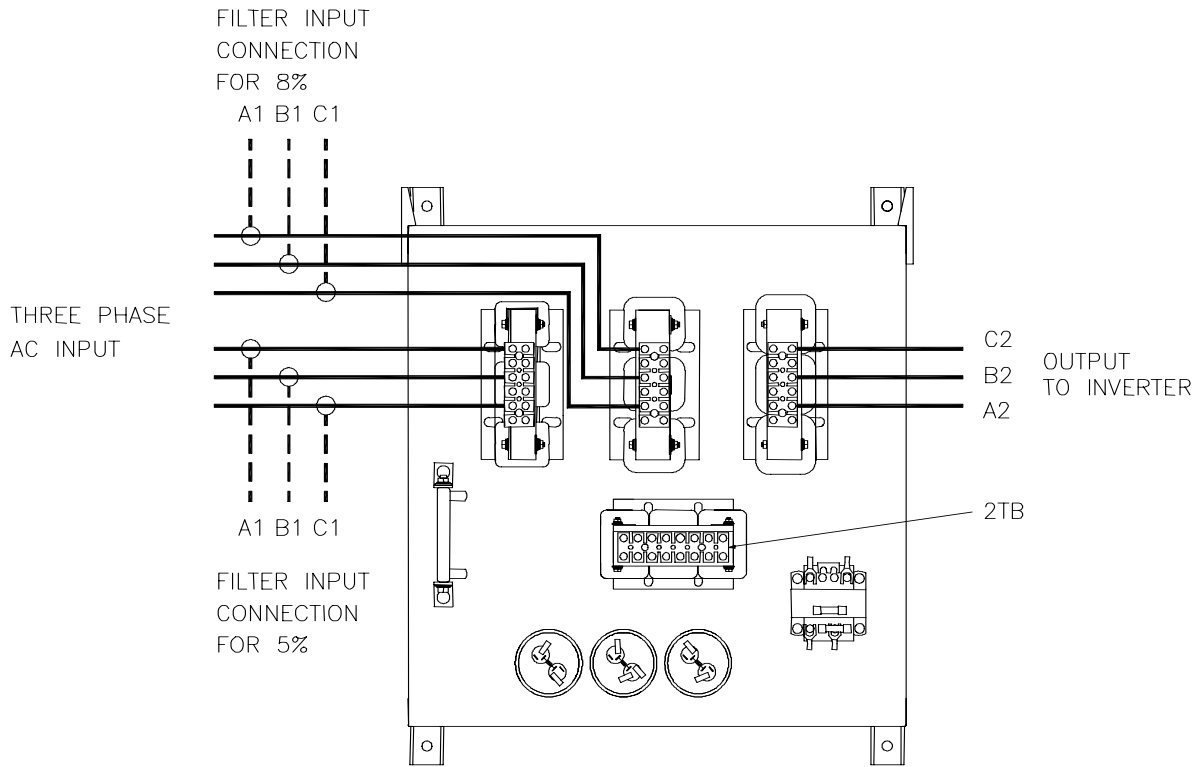 FILTER INPUT
CONNECTION
FOR 8%
A1 B1 C1
THREE PHASE
AC INPUT
C2
B2
A2
OUTPUT
TO INVERTER
2TB
A1 B1 C1
FILTER INPUT
CONNECTION
FOR 5%